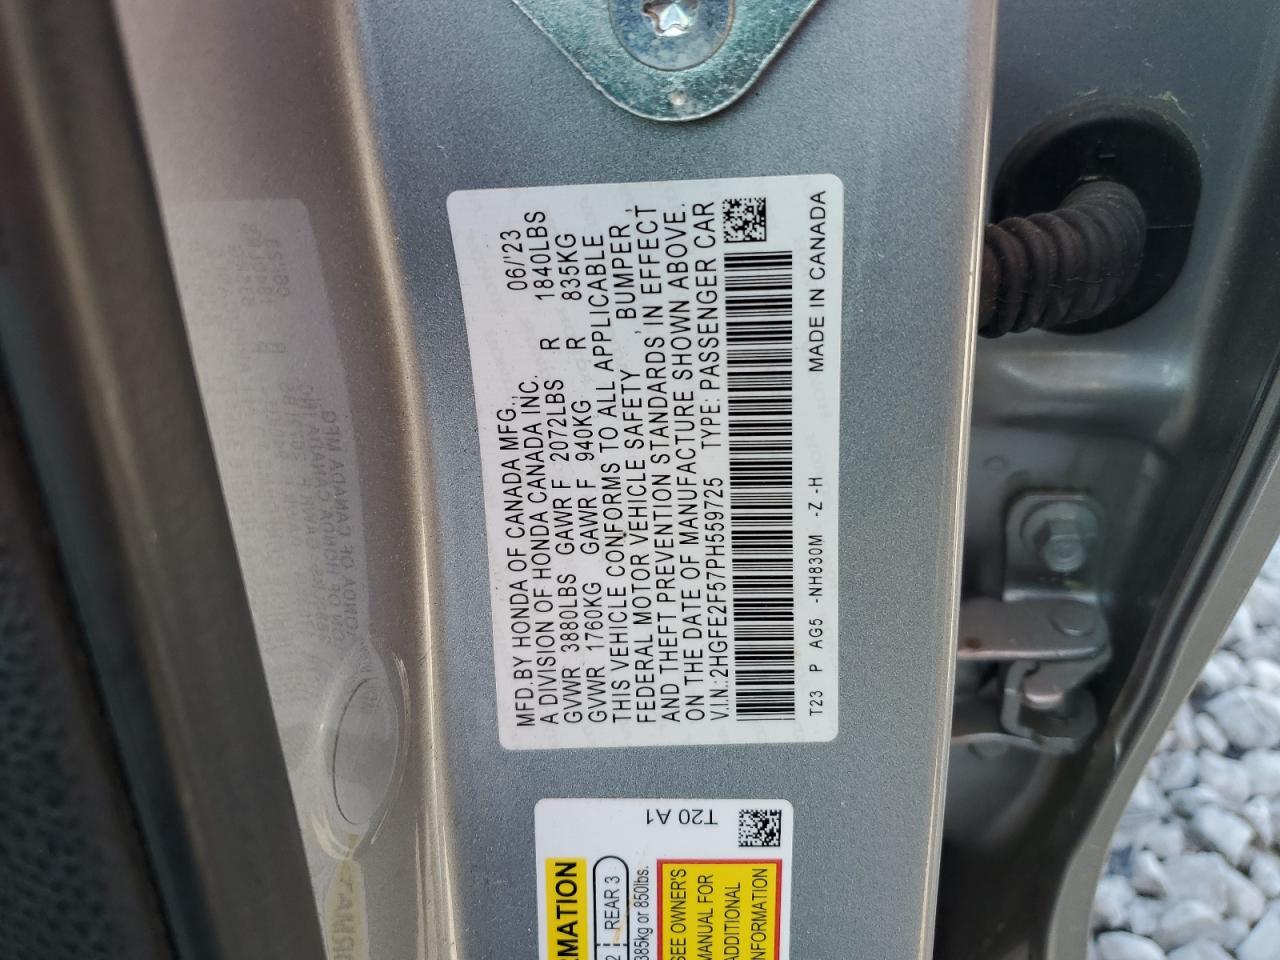 MFD.BY HONDA OF CANADA MFG., 06/'23
A DIVISION OF HONDA CANADA INC.
GVWR 3880LBS GAWR F 2072LBS R 1840LBS
GVWR 1760KG GAWR F 940KG R 835KG
THIS VEHICLE CONFORMS TO ALL APPLICABLE
FEDERAL MOTOR VEHICLE SAFETY , BUMPER,
AND THEFT PREVENTION STANDARDS IN EFFECT
ON THE DATE OF MANUFACTURE SHOWN ABOVE.
V.I.N.:2HGFE2F57PH559725 TYPE: PASSENGER CAR
T23 P AG5 -NH830M -Z -H MADE IN CANADA
T20 A1
REAR 3
385kg or 850lbs.
SEE OWNER'S
MANUAL FOR
ADDITIONAL